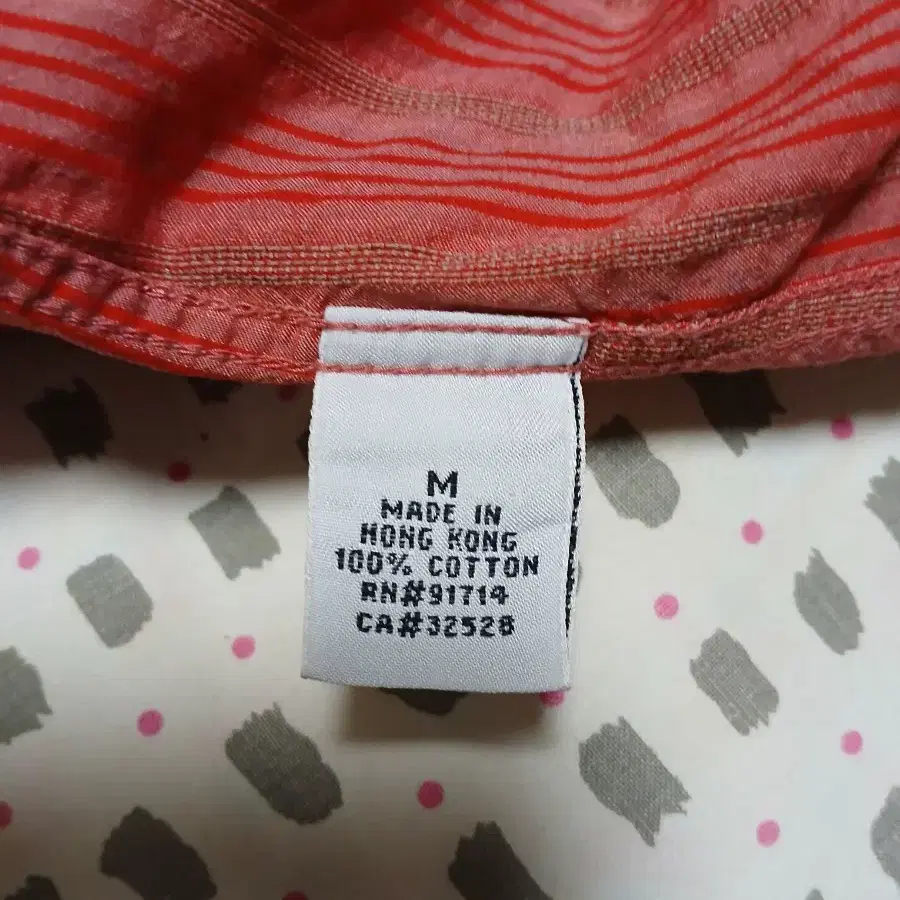 M
MADE IN
HONG KONG
100% COTTON
RN#91714
CA#32528